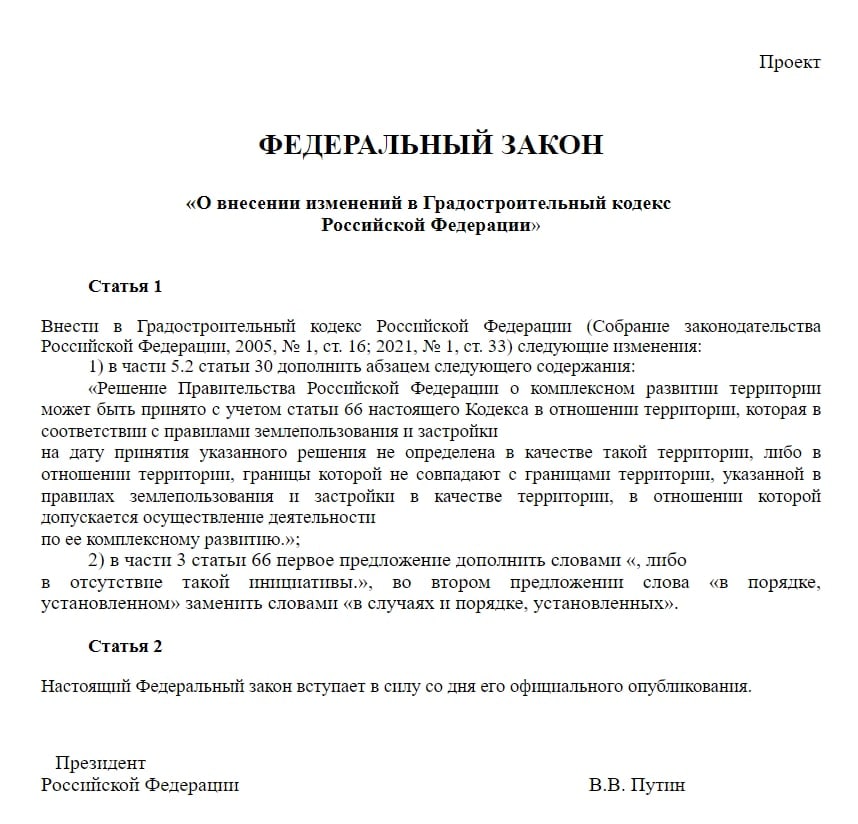 Проект
ФЕДЕРАЛЬНЫЙ ЗАКОН
«О внесении изменений в Градостроительный кодекс
Российской Федерации»
Статья 1
Внести в Градостроительный кодекс Российской Федерации (Собрание законодательства
Российской Федерации, 2005, № 1, ст. 16; 2021, № 1, ст. 33) следующие изменения:
1) в части 5.2 статьи 30 дополнить абзацем следующего содержания:
«Решение Правительства Российской Федерации о комплексном развитии территории
может быть принято с учетом статьи 66 настоящего Кодекса в отношении территории, которая в
соответствии с правилами землепользования и застройки
на дату принятия указанного решения не определена в качестве такой территории, либо в
отношении территории, границы которой не совпадают с границами территории, указанной в
правилах землепользования и застройки в качестве территории, в отношении которой
допускается осуществление деятельности
по ее комплексному развитию.»;
2) в части 3 статьи 66 первое предложение дополнить словами «, либо
в отсутствие такой инициативы.», во втором предложении слова «в порядке,
установленном» заменить словами «в случаях и порядке, установленных».
Статья 2
Настоящий Федеральный закон вступает в силу со дня его официального опубликования.
Президент
Российской Федерации В.В. Путин